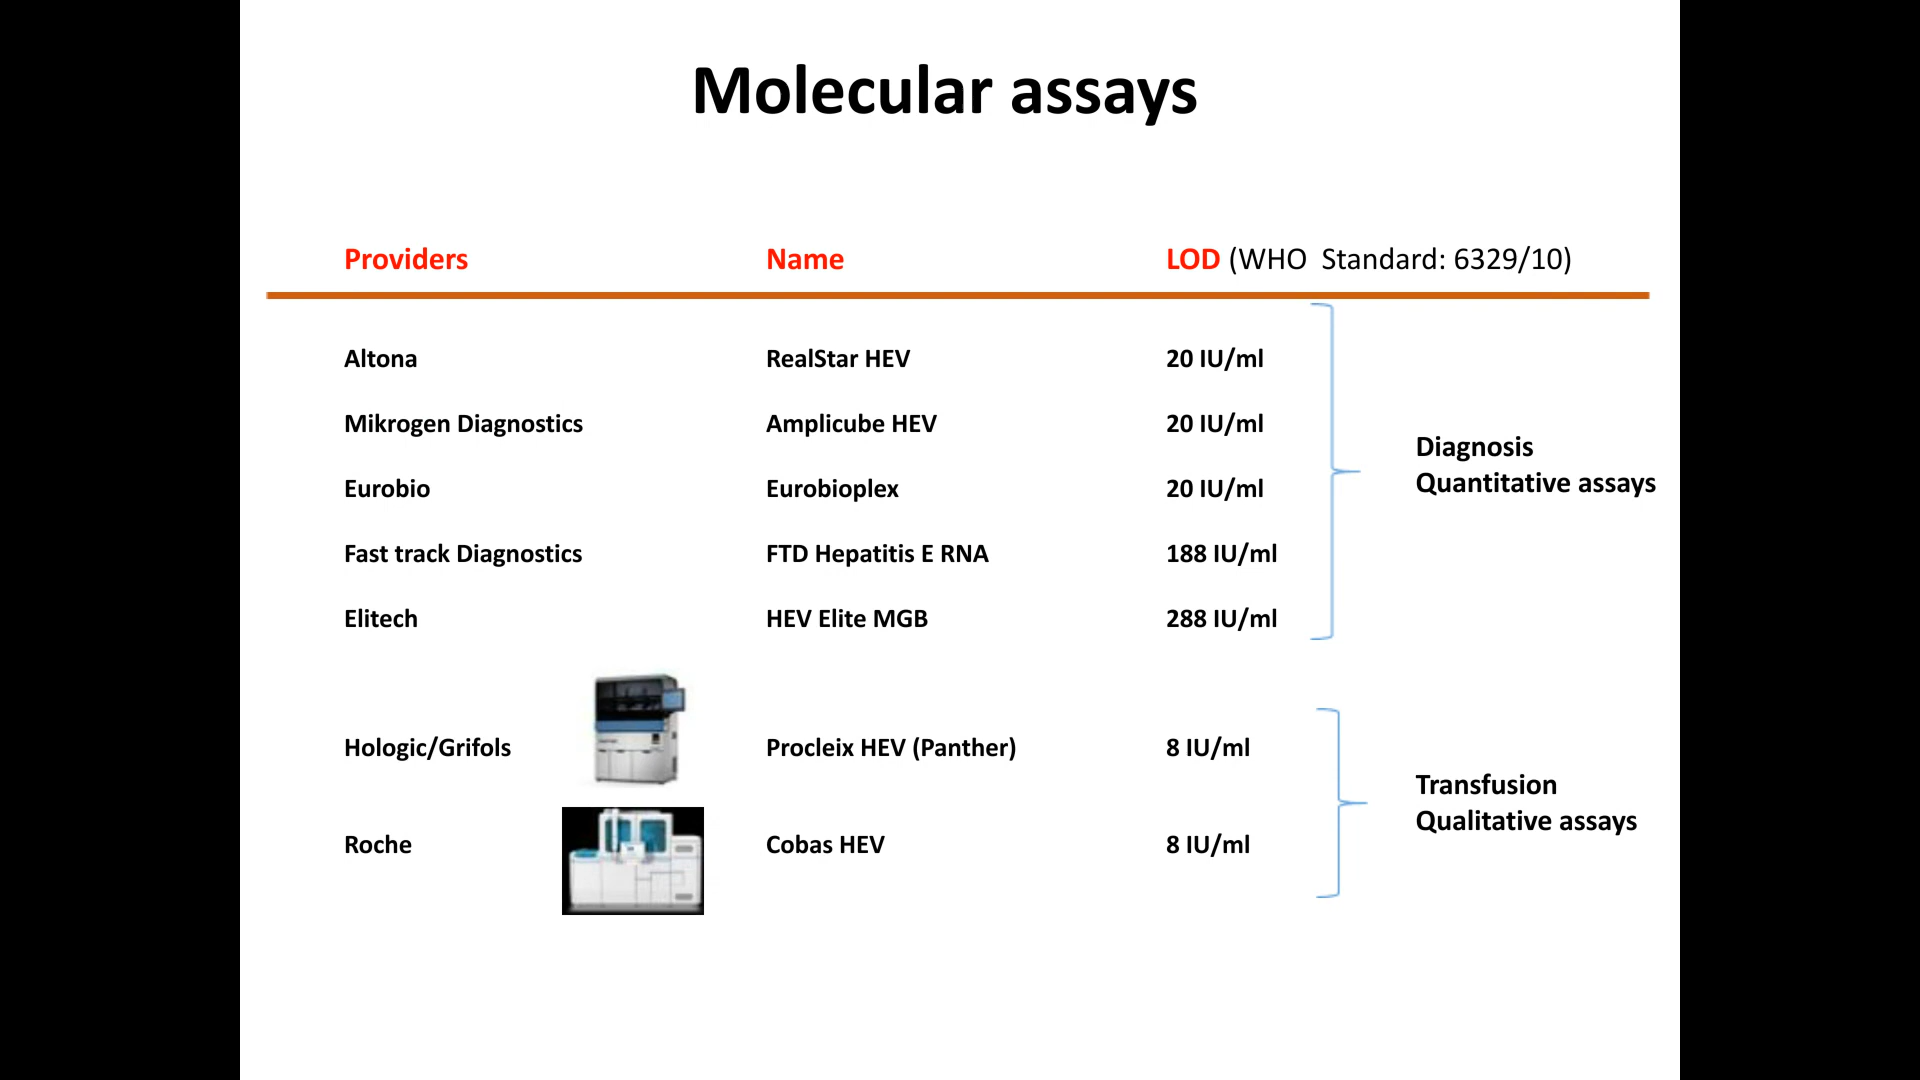 Molecular assays
Providers Name LOD (WHO Standard: 6329/10)
Altona RealStar HEV 20 IU/ml
Mikrogen Diagnostics Amplicube HEV 20 IU/ml
Eurobio Eurobioplex 20 IU/ml
Fast track Diagnostics FTD Hepatitis E RNA 188 IU/ml
Elitech HEV Elite MGB 288 IU/ml
Diagnosis
Quantitative assays
Hologic/Grifols Procleix HEV (Panther) 8 IU/ml
Roche Cobas HEV 8 IU/ml
Transfusion
Qualitative assays